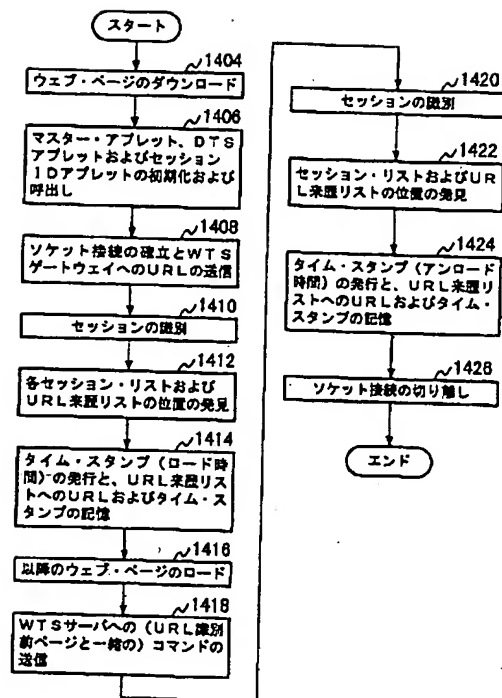 スタート
1404
ウェブ・ページのダウンロード
1406
マスター・アプレット、DTS
アプレットおよびセッション
IDアプレットの初期化および
呼出し
1408
ソケット接続の確立とWTS
ゲートウェイへのURLの送信
1410
セッションの識別
1412
各セッション・リストおよび
URL来歴リストの位置の発見
1414
タイム・スタンプ(ロード時
間)の発行と、URL来歴リス
トへのURLおよびタイム・ス
タンプの記憶
1416
以降のウェブ・ページのロード
1418
WTSサーバへの(URL識別
前ページと一緒の)コマンドの
送信
1420
セッションの識別
1422
セッション・リストおよびUR
L来歴リストの位置の発見
1424
タイム・スタンプ(アンロード
時間)の発行と、URL来歴リ
ストへのURLおよびタイム・
スタンプの記憶
1428
ソケット接続の切り離し
エンド